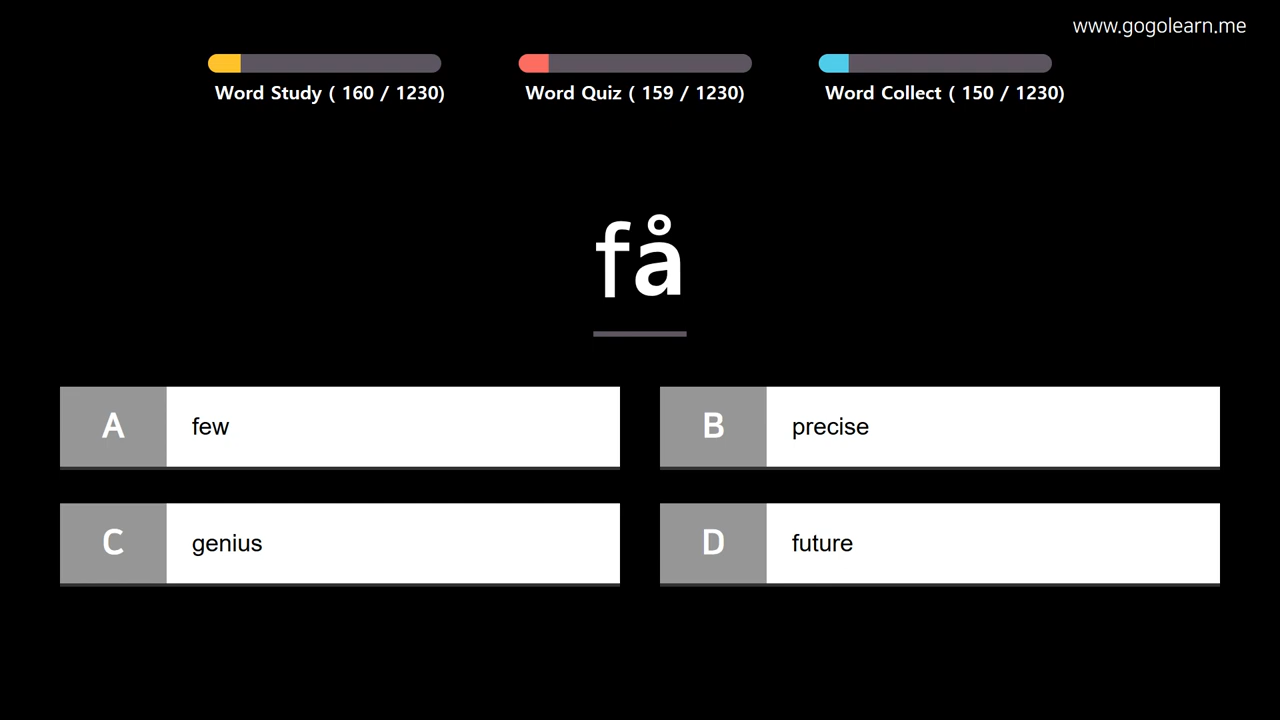 www.gogolearn.me
Word Study ( 160 / 1230)
Word Quiz ( 159 / 1230)
Word Collect ( 150 / 1230)
få
A few
B precise
C genius
D future